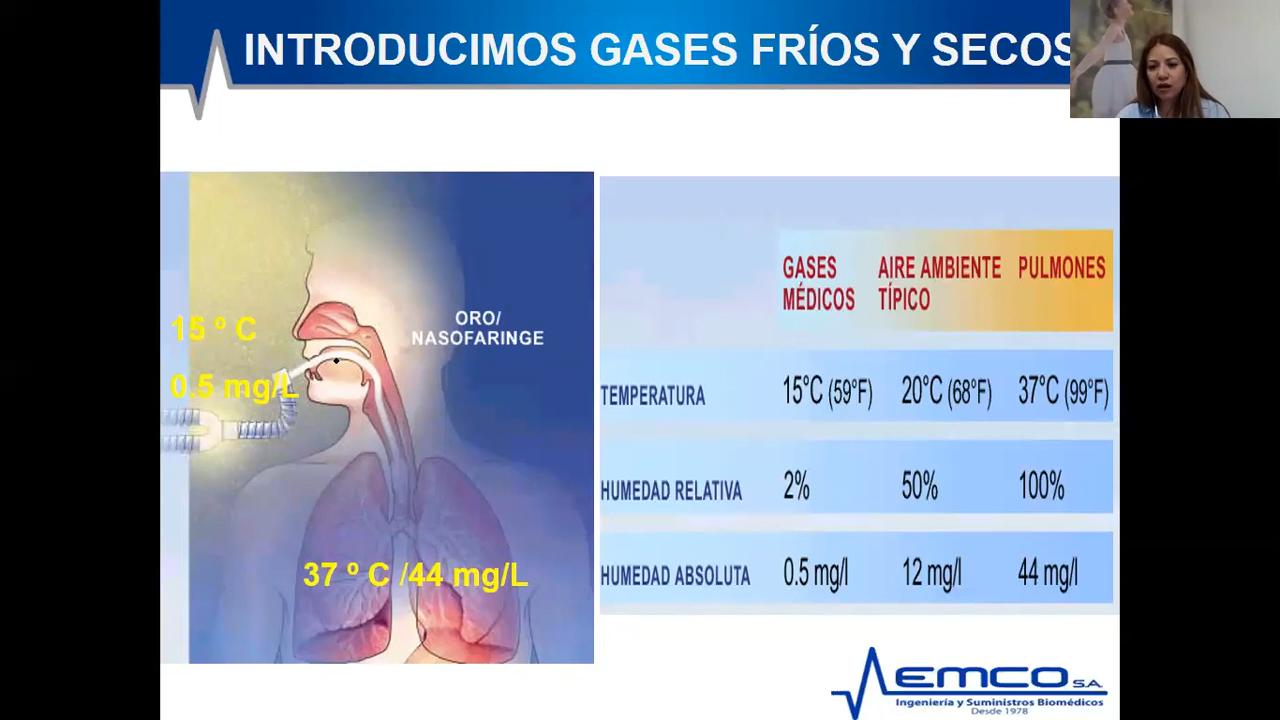 INTRODUCIMOS GASES FRÍOS Y SECOS
15 º C
0.5 mg/L
ORO/
NASOFARINGE
37 º C /44 mg/L
GASES MÉDICOS
AIRE AMBIENTE TÍPICO
PULMONES
TEMPERATURA 15°C (59°F) 20°C (68°F) 37°C (99°F)
HUMEDAD RELATIVA 2% 50% 100%
HUMEDAD ABSOLUTA 0.5 mg/l 12 mg/l 44 mg/l
EMCO S.A.
Ingeniería y Suministros Biomédicos
Desde 1978